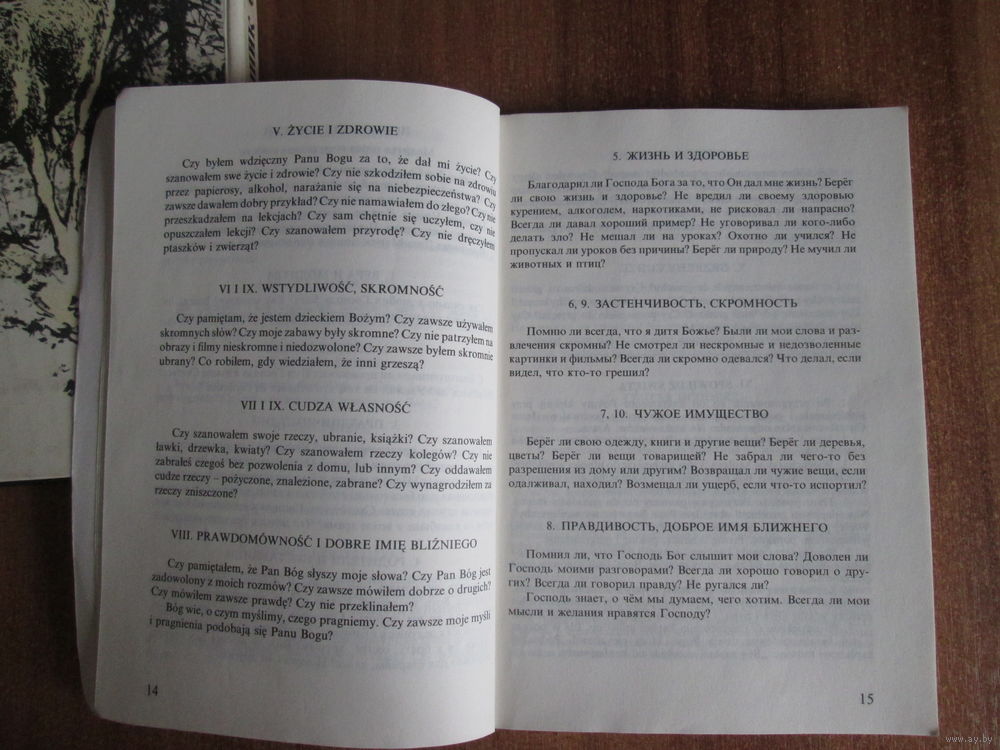 V. ŻYCIE I ZDROWIE
Czy byłem wdzięczny Panu Bogu za to, że dał mi życie? Czy
szanowałem swe życie i zdrowie? Czy nie szkodziłem sobie na zdrowiu
przez papierosy, alkohol, narażanie się na niebezpieczeństwa? Czy
zawsze dawałem dobry przykład? Czy nie namawiałem do złego? Czy nie
przeszkadzałem na lekcjach? Czy sam chętnie się uczyłem, czy nie
opuszczałem lekcji? Czy szanowałem przyrodę? Czy nie dręczyłem
ptaszków i zwierząt?
VI I IX. WSTYDLIWOŚĆ, SKROMNOŚĆ
Czy pamiętam, że jestem dzieckiem Bożym? Czy zawsze używałem
skromnych słów? Czy moje zabawy były skromne? Czy nie patrzyłem na
obrazy i filmy nieskromne i niedozwolone? Czy zawsze byłem skromnie
ubrany? Co robiłem, gdy wiedziałem, że inni grzeszą?
VII I IX. CUDZA WŁASNOŚĆ
Czy szanowałem swoje rzeczy, ubranie, książki? Czy szanowałem
ławki, drzewka, kwiaty? Czy szanowałem rzeczy kolegów? Czy nie
zabrałeś czegoś bez pozwolenia z domu, lub innym? Czy oddawałem
cudze rzeczy – pożyczone, znalezione, zabrane? Czy wynagrodziłem za
rzeczy zniszczone?
VIII. PRAWDOMÓWNOŚĆ I DOBRE IMIĘ BLIŹNIEGO
Czy pamiętałem, że Pan Bóg słyszy moje słowa? Czy Pan Bóg jest
zadowolony z moich rozmów? Czy zawsze mówiłem dobrze o drugich?
Czy mówiłem zawsze prawdę? Czy nie przeklinałem?
Bóg wie, o czym myślimy, czego pragniemy. Czy zawsze moje myśli
i pragnienia podobają się Panu Bogu?
14
5. ЖИЗНЬ И ЗДОРОВЬЕ
Благодарил ли Господа Бога за то, что Он дал мне жизнь? Берёг
ли свою жизнь и здоровье? Не вредил ли своему здоровью
курением, алкоголем, наркотиками, не рисковал ли напрасно?
Всегда ли давал хороший пример? Не уговоривал ли кого-либо
делать зло? Не мешал ли на уроках? Охотно ли учился? Не
пропускал ли уроков без причины? Берёг ли природу? Не мучил ли
животных и птиц?
6, 9. ЗАСТЕНЧИВОСТЬ, СКРОМНОСТЬ
Помню ли всегда, что я дитя Божье? Были ли мои слова и раз-
влечения скромны? Не смотрел ли нескромные и недозволенные
картинки и фильмы? Всегда ли скромно одевался? Что делал, если
видел, что кто-то грешил?
7, 10. ЧУЖОЕ ИМУЩЕСТВО
Берёг ли свою одежду, книги и другие вещи? Берёг ли деревья,
цветы? Берёг ли вещи товарищей? Не забрал ли чего-то без
разрешения из дому или другим? Возвращал ли чужие вещи, если
одалживал, находил? Возмещал ли ущерб, если что-то испортил?
8. ПРАВДИВОСТЬ, ДОБРОЕ ИМЯ БЛИЖНЕГО
Помнил ли, что Господь Бог слышит мои слова? Доволен ли
Господь моими разговорами? Всегда ли хорошо говорил о дру-
гих? Всегда ли говорил правду? Не ругался ли?
Господь знает, о чём мы думаем, чего хотим. Всегда ли мои
мысли и желания нравятся Господу?
15
www.ay.by